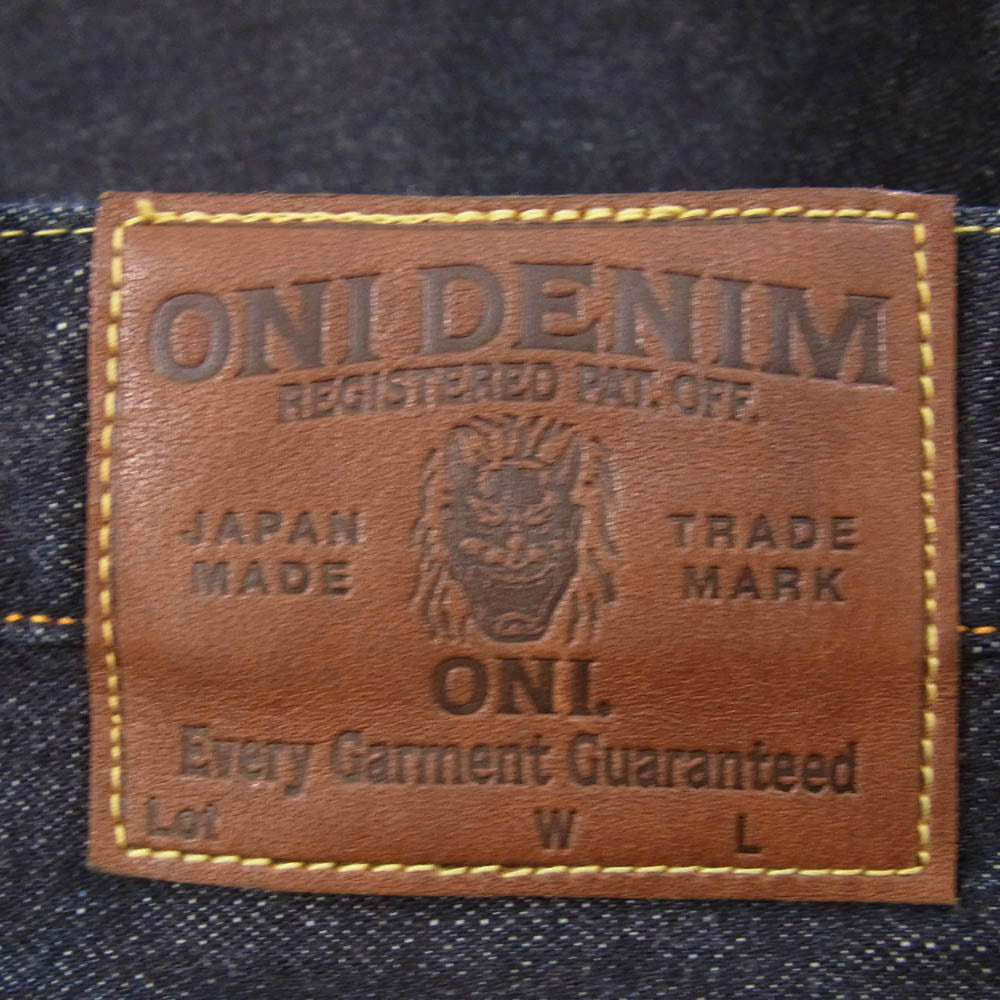 ONI DENIM
REGISTERED PAT. OFF.
JAPAN
MADE
TRADE
MARK
ONI.
Every Garment Guaranteed
Lot W L